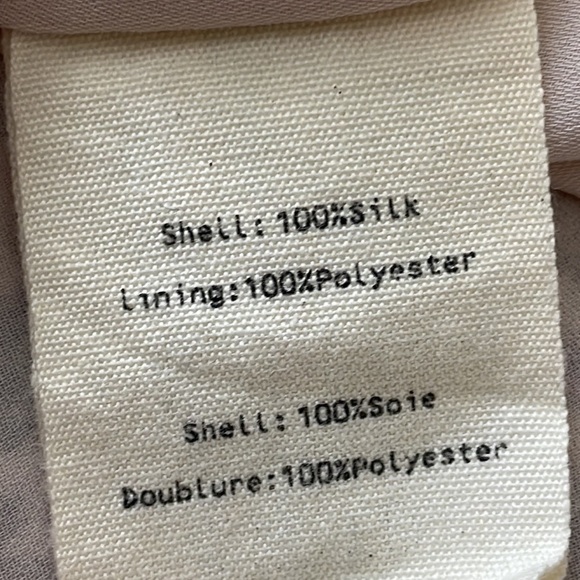 Shell: 100%Silk
Lining:100%Polyester
Shell: 100%Soie
Doublure:100%Polyester